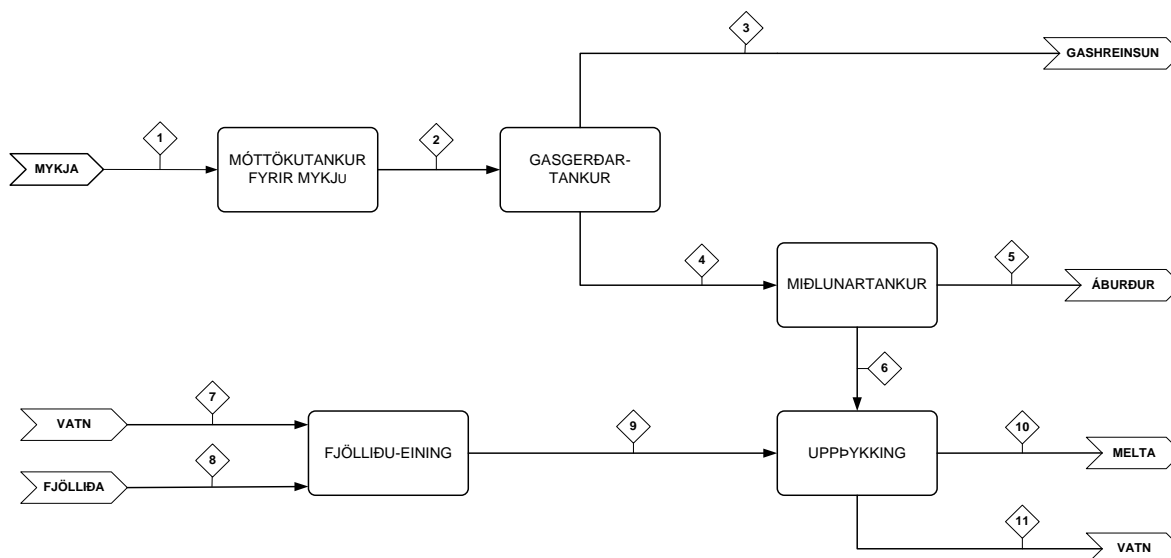 3
GASHREINSUN
1
2
MYKJA
MÓTTÖKUTANKUR
FYRIR MYKJU
GASGERÐAR-
TANKUR
4
5
MIÐLUNARTANKUR
ÁBURÐUR
6
7
VATN
8
FJÖLLIÐA
FJÖLLIÐU-EINING
9
UPPÞYKKING
10
MELTA
11
VATN